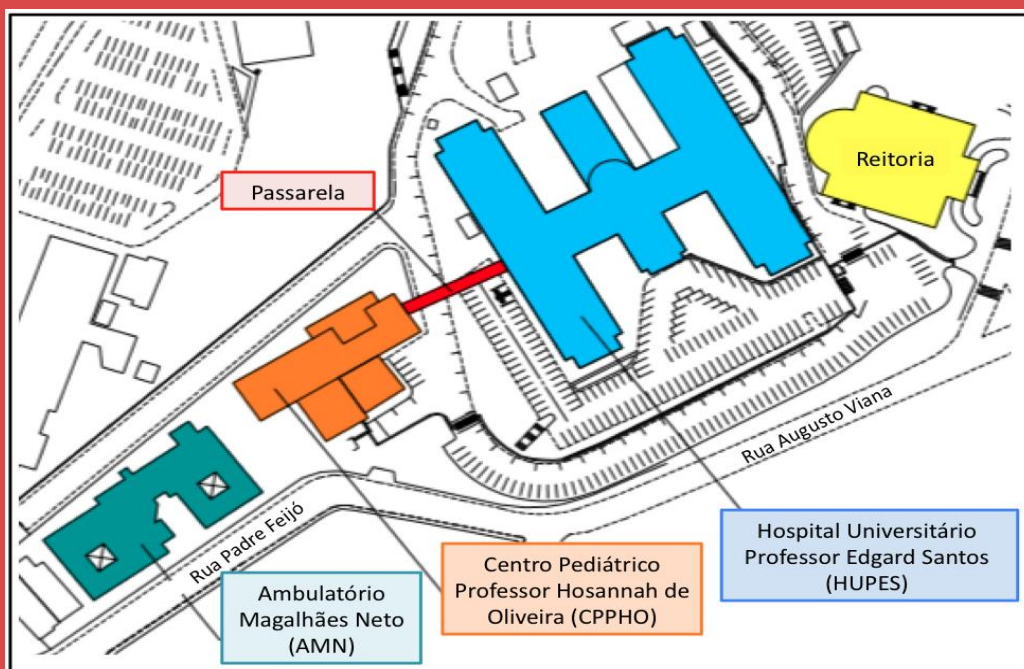 Reitoria
Passarela
Rua Augusto Viana
Rua Padre Feijó
Hospital Universitário
Professor Edgard Santos
(HUPES)
Centro Pediátrico
Professor Hosannah de
Oliveira (CPPHO)
Ambulatório
Magalhães Neto
(AMN)